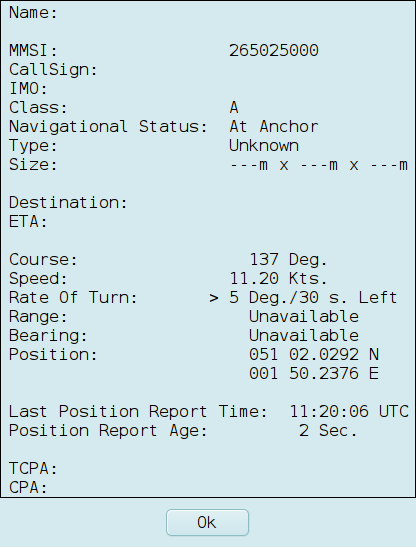 Name:
MMSI: 265025000
CallSign:
IMO:
Class: A
Navigational Status: At Anchor
Type: Unknown
Size: ---m x ---m x ---m
Destination:
ETA:
Course: 137 Deg.
Speed: 11.20 Kts.
Rate Of Turn: > 5 Deg./30 s. Left
Range: Unavailable
Bearing: Unavailable
Position: 051 02.0292 N
001 50.2376 E
Last Position Report Time: 11:20:06 UTC
Position Report Age: 2 Sec.
TCPA:
CPA:
Ok